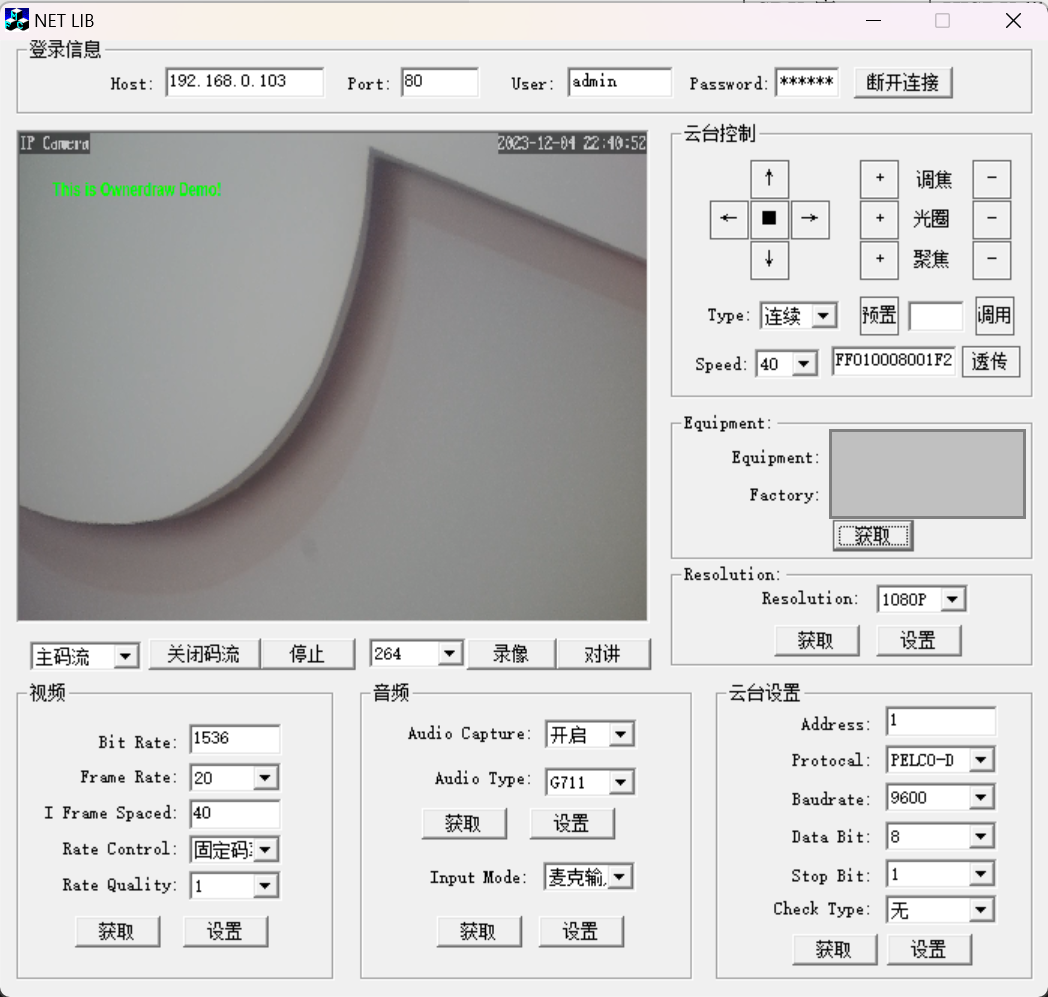 NET LIB
登录信息
Host: 192.168.0.103 Port: 80 User: admin Password: ****** 断开连接
IP Camera 2023-12-04 22:40:52
This is Ownerdraw Demo!
云台控制
↑
← ■ →
↓
+ 调焦 -
+ 光圈 -
+ 聚焦 -
Type: 连续 预置 调用
Speed: 40 FF010008001F2 透传
Equipment:
Equipment:
Factory:
获取
Resolution:
Resolution: 1080P
获取 设置
主码流 关闭码流 停止 264 录像 对讲
视频
Bit Rate: 1536
Frame Rate: 20
I Frame Spaced: 40
Rate Control: 固定码
Rate Quality: 1
获取 设置
音频
Audio Capture: 开启
Audio Type: G711
获取 设置
Input Mode: 麦克输
获取 设置
云台设置
Address: 1
Protocal: PELCO-D
Baudrate: 9600
Data Bit: 8
Stop Bit: 1
Check Type: 无
获取 设置